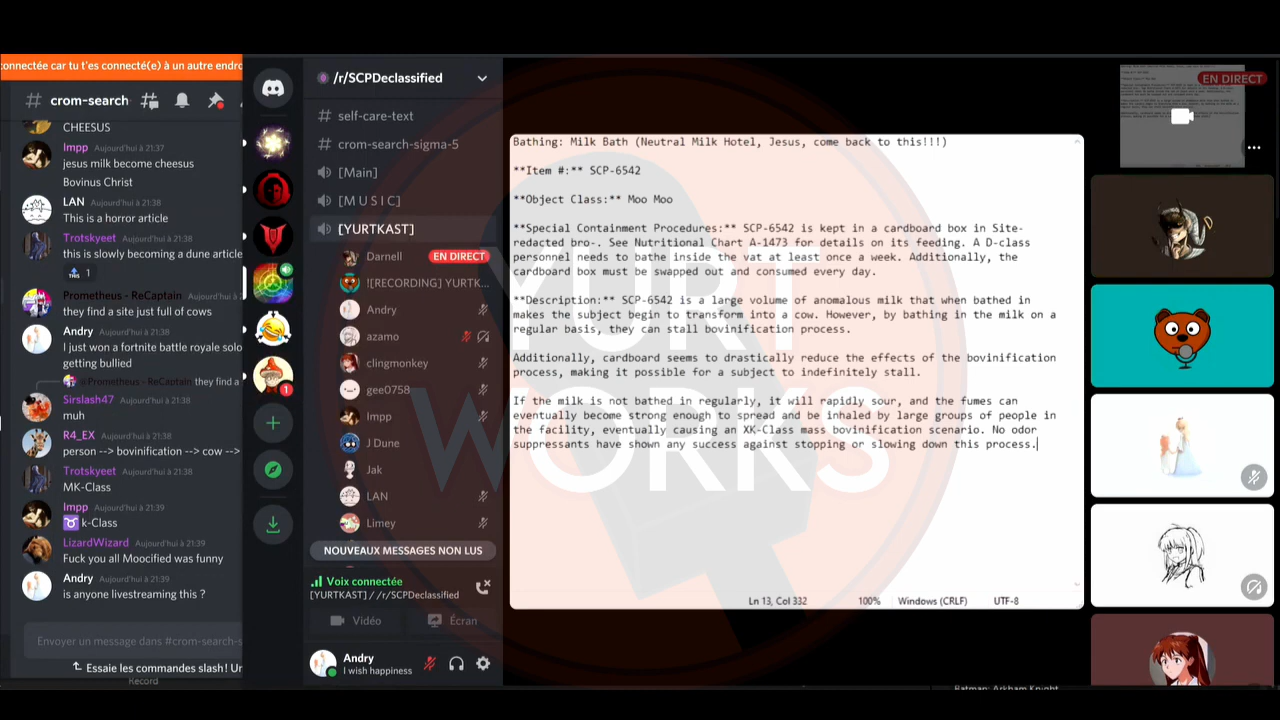 onnectée car tu t'es connecté(e) à un autre endro
# crom-search
CHEESUS
Impp Aujourd'hui à 21:37
jesus milk become cheesus
Bovinus Christ
LAN Aujourd'hui à 21:38
This is a horror article
Trotskyeet Aujourd'hui à 21:38
this is slowly becoming a dune article
THIS 1
Prometheus - ReCaptain Aujourd'hui à 2
they find a site just full of cows
Andry Aujourd'hui à 21:38
I just won a fortnite battle royale solo
getting bullied
@Prometheus - ReCaptain they find a
Sirslash47 Aujourd'hui à 21:38
muh
R4_EX Aujourd'hui à 21:38
person --> bovinification --> cow -->
Trotskyeet Aujourd'hui à 21:38
MK-Class
Impp Aujourd'hui à 21:39
♉ k-Class
LizardWizard Aujourd'hui à 21:39
Fuck you all Moocified was funny
Andry Aujourd'hui à 21:39
is anyone livestreaming this ?
Envoyer un message dans #crom-search-s
Essaie les commandes slash! Ur
Record
1
/r/SCPDeclassified
# self-care-text
# crom-search-sigma-5
[Main]
[M U S I C]
[YURTKAST]
Darnell EN DIRECT
![RECORDING] YURTK...
Andry
azamo
clingmonkey
gee0758
Impp
J Dune
Jak
LAN
Limey
NOUVEAUX MESSAGES NON LUS
Voix connectée
[YURTKAST] / /r/SCPDeclassified
Vidéo
Écran
Andry
I wish happiness
Bathing: Milk Bath (Neutral Milk Hotel, Jesus, come back to this!!!)
**Item #:** SCP-6542
**Object Class:** Moo Moo
**Special Containment Procedures:** SCP-6542 is kept in a cardboard box in Site-
redacted bro-. See Nutritional Chart A-1473 for details on its feeding. A D-class
personnel needs to bathe inside the vat at least once a week. Additionally, the
cardboard box must be swapped out and consumed every day.
**Description:** SCP-6542 is a large volume of anomalous milk that when bathed in
makes the subject begin to transform into a cow. However, by bathing in the milk on a
regular basis, they can stall bovinification process.
Additionally, cardboard seems to drastically reduce the effects of the bovinification
process, making it possible for a subject to indefinitely stall.
If the milk is not bathed in regularly, it will rapidly sour, and the fumes can
eventually become strong enough to spread and be inhaled by large groups of people in
the facility, eventually causing an XK-Class mass bovinification scenario. No odor
suppressants have shown any success against stopping or slowing down this process.
Ln 13, Col 332 100% Windows (CRLF) UTF-8
YURT
WORKS
EN DIRECT
Batman: Arkham Knight